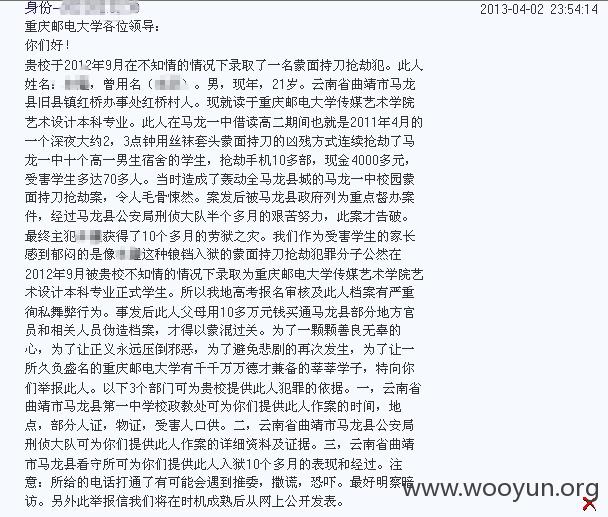 身份-
2013-04-02 23:54:14
重庆邮电大学各位领导:
你们好!
贵校于2012年9月在不知情的情况下录取了一名蒙面持刀抢劫犯。此人
姓名: ,曾用名( )。男,现年,21岁。云南省曲靖市马龙
县旧县镇红桥办事处红桥村人。现就读于重庆邮电大学传媒艺术学院
艺术设计本科专业。此人在马龙一中借读高二期间也就是2011年4月的
一个深夜大约2,3点钟用丝袜套头蒙面持刀的凶残方式连续抢劫了马
龙一中十个高一男生宿舍的学生,抢劫手机10多部,现金4000多元,
受害学生多达70多人。当时造成了轰动全马龙县城的马龙一中校园蒙
面持刀抢劫案,令人毛骨悚然。案发后被马龙县政府列为重点督办案
件,经过马龙县公安局刑侦大队半个多月的艰苦努力,此案才告破。
最终主犯 获得了10个多月的劳狱之灾。我们作为受害学生的家长
感到郁闷的是像 这种锒铛入狱的蒙面持刀抢劫犯罪分子公然在
2012年9月被贵校不知情的情况下录取为重庆邮电大学传媒艺术学院艺
术设计本科专业正式学生。所以我地高考报名审核及此人档案有严重
徇私舞弊行为。事发后此人父母用10多万元钱买通马龙县部分地方官
员和相关人员伪造档案,才得以蒙混过关。为了一颗颗善良无辜的
心,为了让正义永远压倒邪恶,为了避免悲剧的再次发生,为了让一
所久负盛名的重庆邮电大学有千千万万德才兼备的莘莘学子,特向你
们举报此人。以下3个部门可为贵校提供此人犯罪的依据。一,云南省
曲靖市马龙县第一中学校政教处可为你们提供此人作案的时间,地
点,部分人证,物证,受害人口供。二,云南省曲靖市马龙县公安局
刑侦大队可为你们提供此人作案的详细资料及证据。三,云南省曲靖
市马龙县看守所可为你们提供此人入狱10个多月的表现和经过。注
意:所给的电话打通了有可能会遇到推委,撒谎,恐吓。最好明察暗
访。另外此举报信我们将在时机成熟后从网上公开发表。
www.wooyun.org